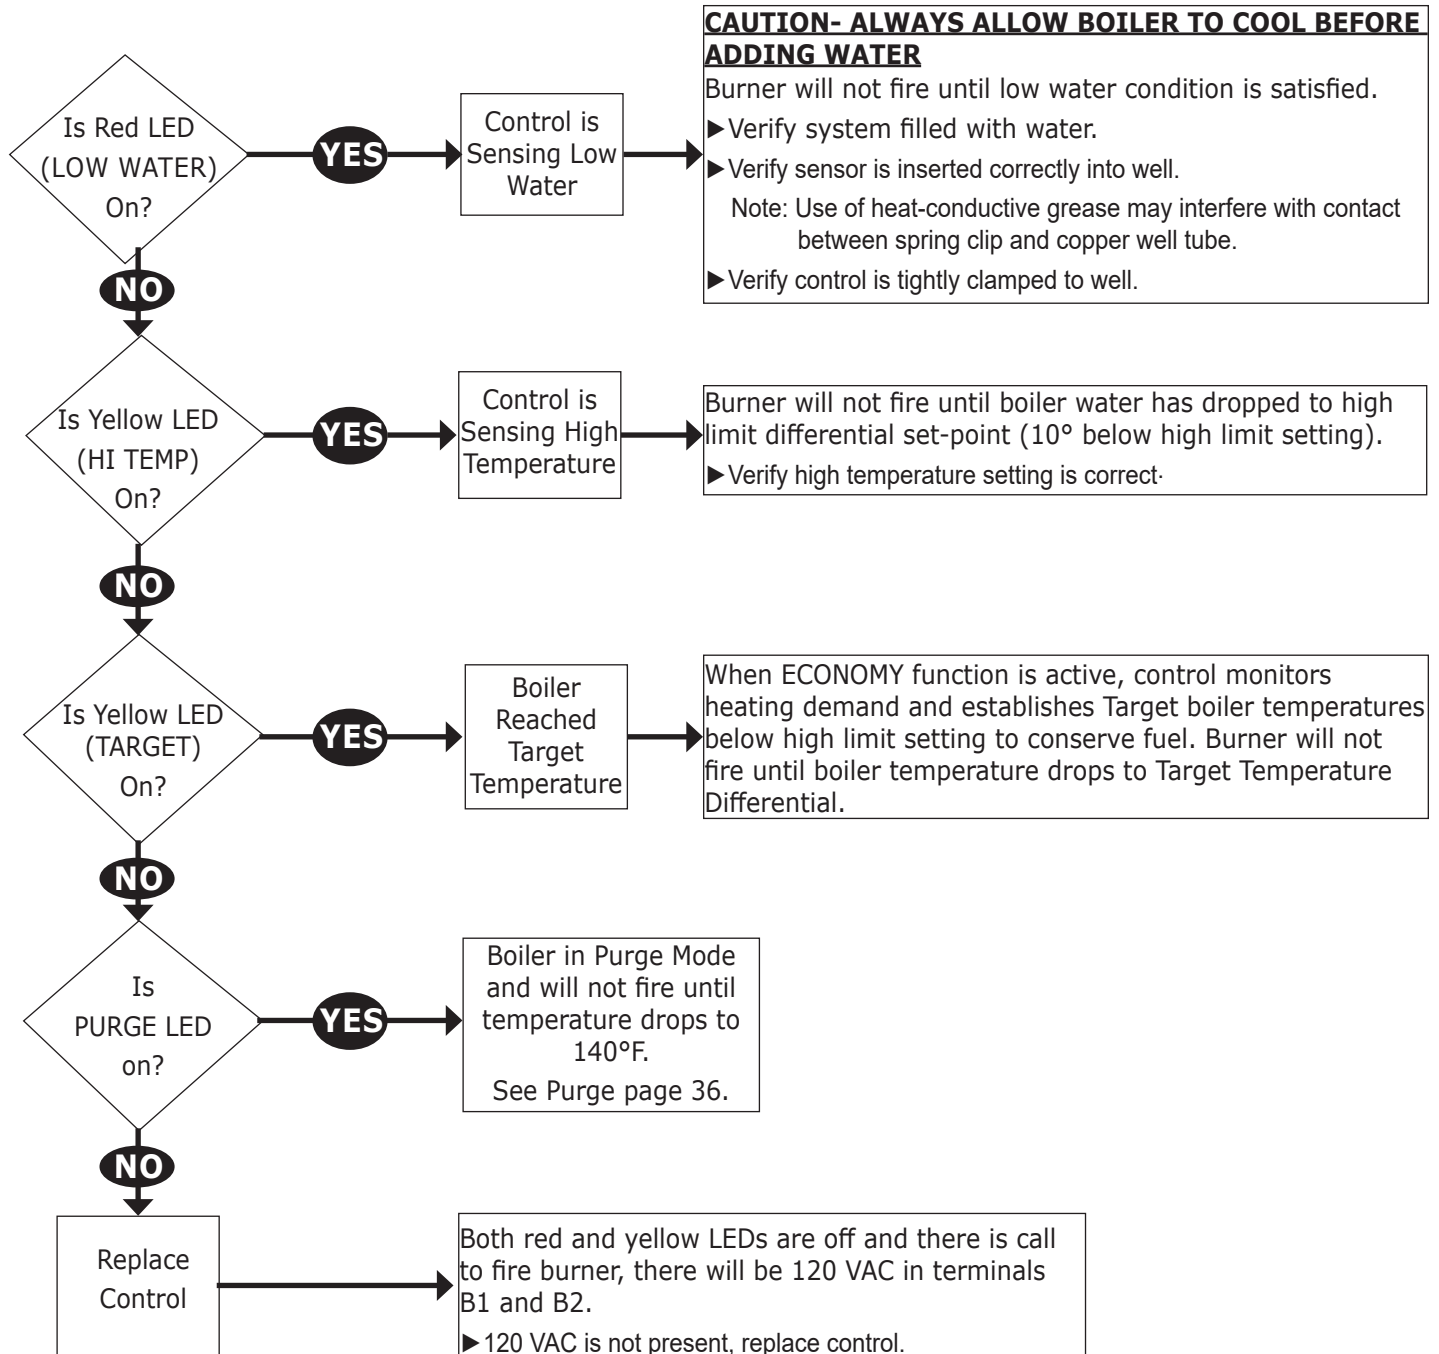 CAUTION- ALWAYS ALLOW BOILER TO COOL BEFORE
ADDING WATER
Is Red LED
(LOW WATER)
On?
YES
Control is
Sensing Low
Water
Burner will not fire until low water condition is satisfied.
►Verify system filled with water.
►Verify sensor is inserted correctly into well.
Note: Use of heat-conductive grease may interfere with contact
between spring clip and copper well tube.
►Verify control is tightly clamped to well.
NO
Is Yellow LED
(HI TEMP)
On?
YES
Control is
Sensing High
Temperature
Burner will not fire until boiler water has dropped to high
limit differential set-point (10° below high limit setting).
►Verify high temperature setting is correct.
NO
Is Yellow LED
(TARGET)
On?
YES
Boiler
Reached
Target
Temperature
When ECONOMY function is active, control monitors
heating demand and establishes Target boiler temperatures
below high limit setting to conserve fuel. Burner will not
fire until boiler temperature drops to Target Temperature
Differential.
NO
Is
PURGE LED
on?
YES
Boiler in Purge Mode
and will not fire until
temperature drops to
140°F.
See Purge page 36.
NO
Replace
Control
Both red and yellow LEDs are off and there is call
to fire burner, there will be 120 VAC in terminals
B1 and B2.
►120 VAC is not present, replace control.